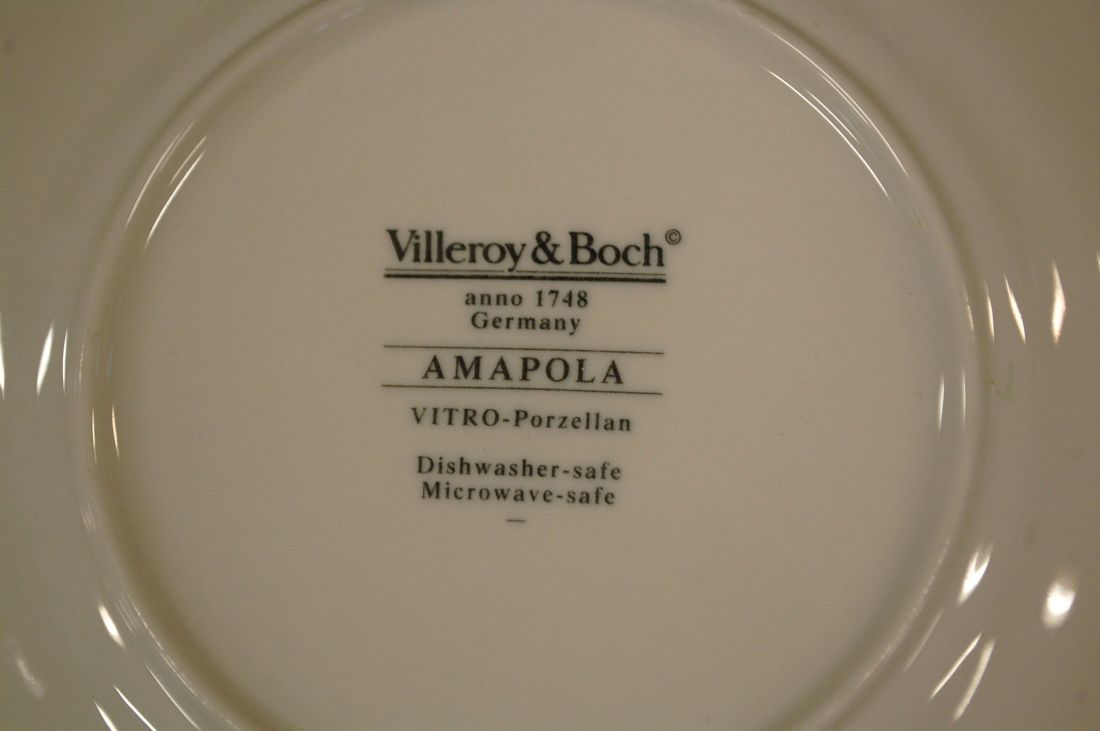 Villeroy & Boch©
anno 1748
Germany
AMAPOLA
VITRO-Porzellan
Dishwasher-safe
Microwave-safe